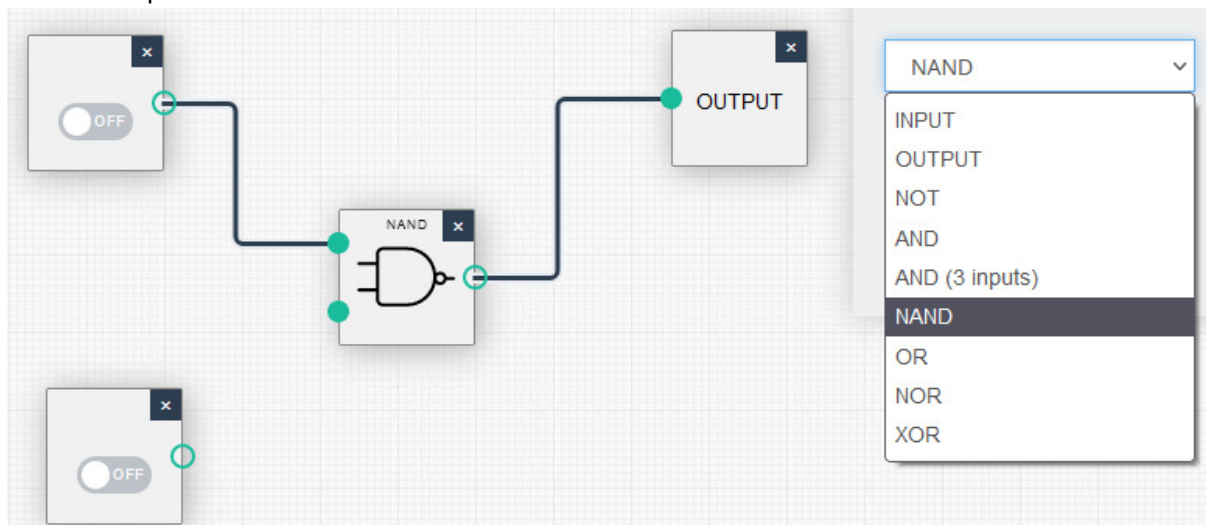 ×
OFF
×
OUTPUT
NAND
×
OFF
×
NAND
INPUT
OUTPUT
NOT
AND
AND (3 inputs)
NAND
OR
NOR
XOR